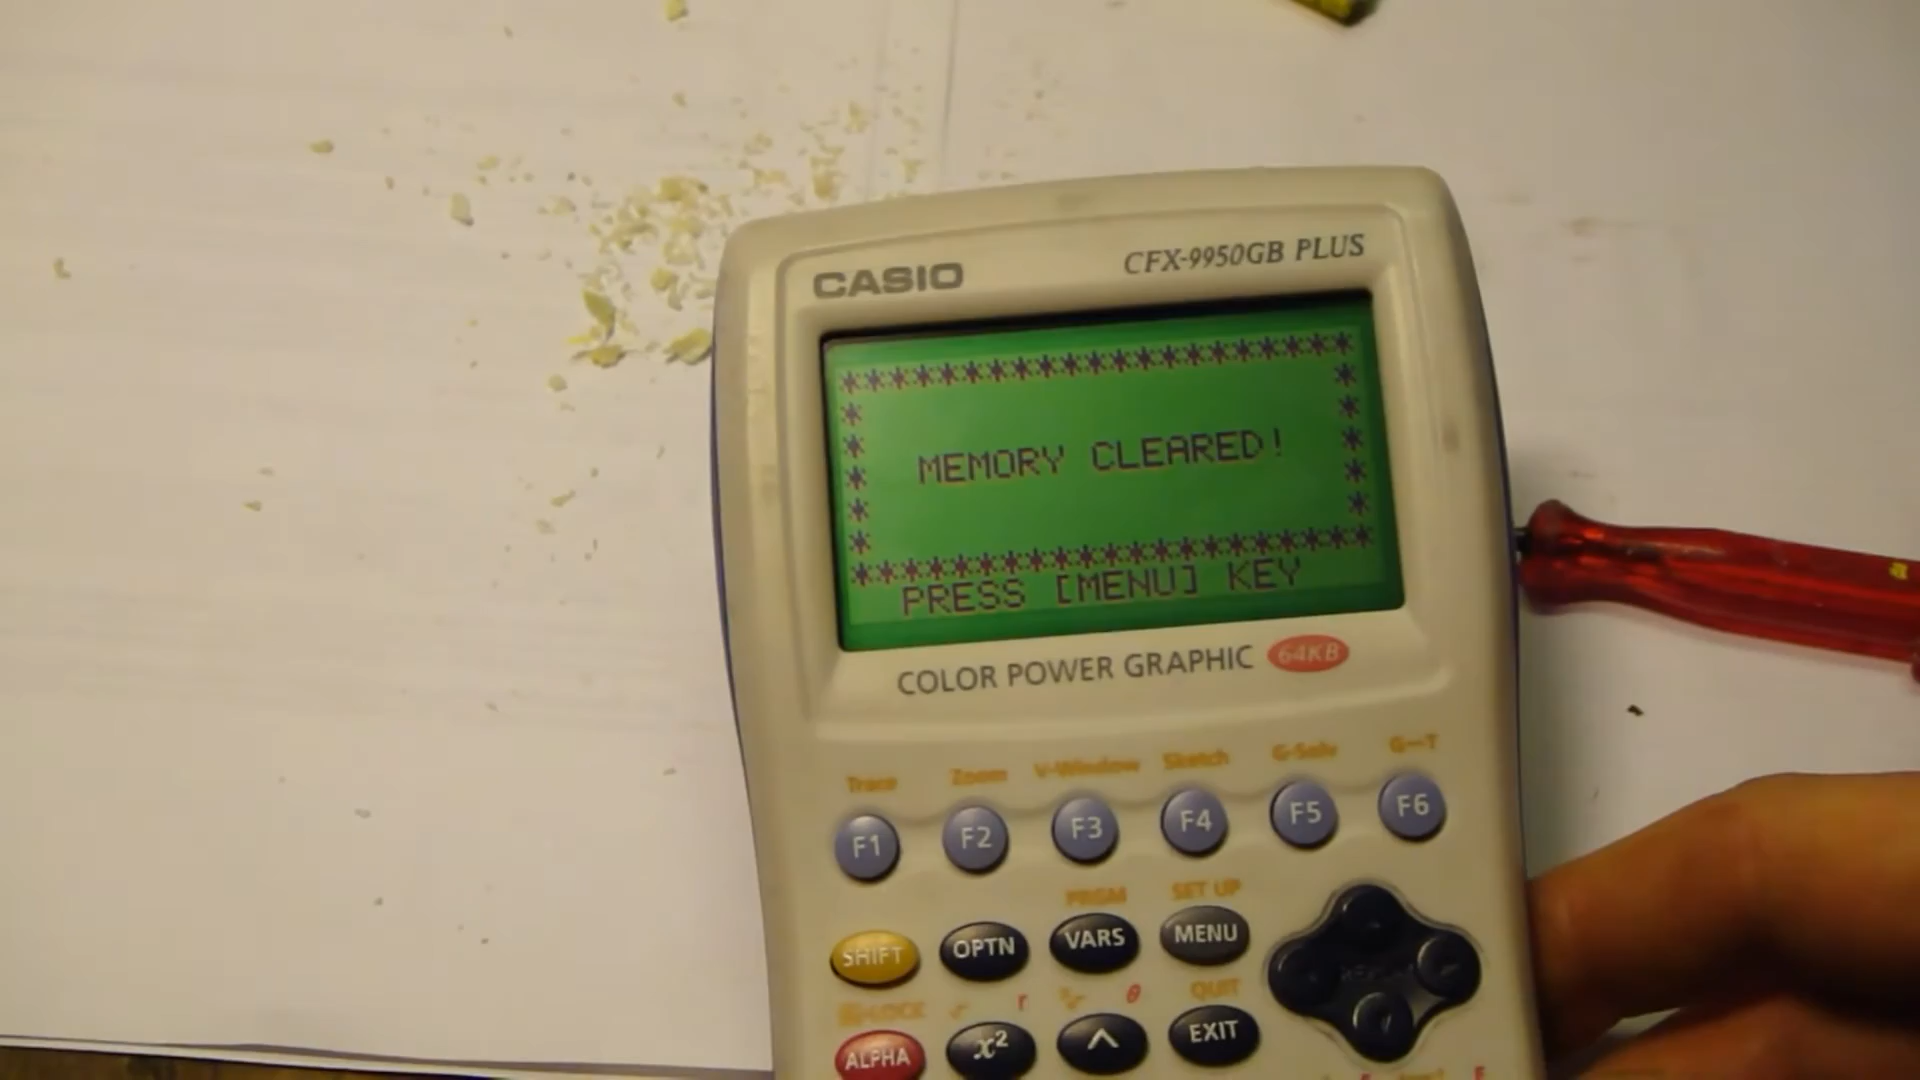 CASIO
CFX-9950GB PLUS
MEMORY CLEARED!
PRESS [MENU] KEY
COLOR POWER GRAPHIC 64KB
Trace Zoom V-Window Sketch G-Solv G↔T
F1 F2 F3 F4 F5 F6
PRGM SET UP
SHIFT OPTN VARS MENU
r θ QUIT
ALPHA x² ^ EXIT